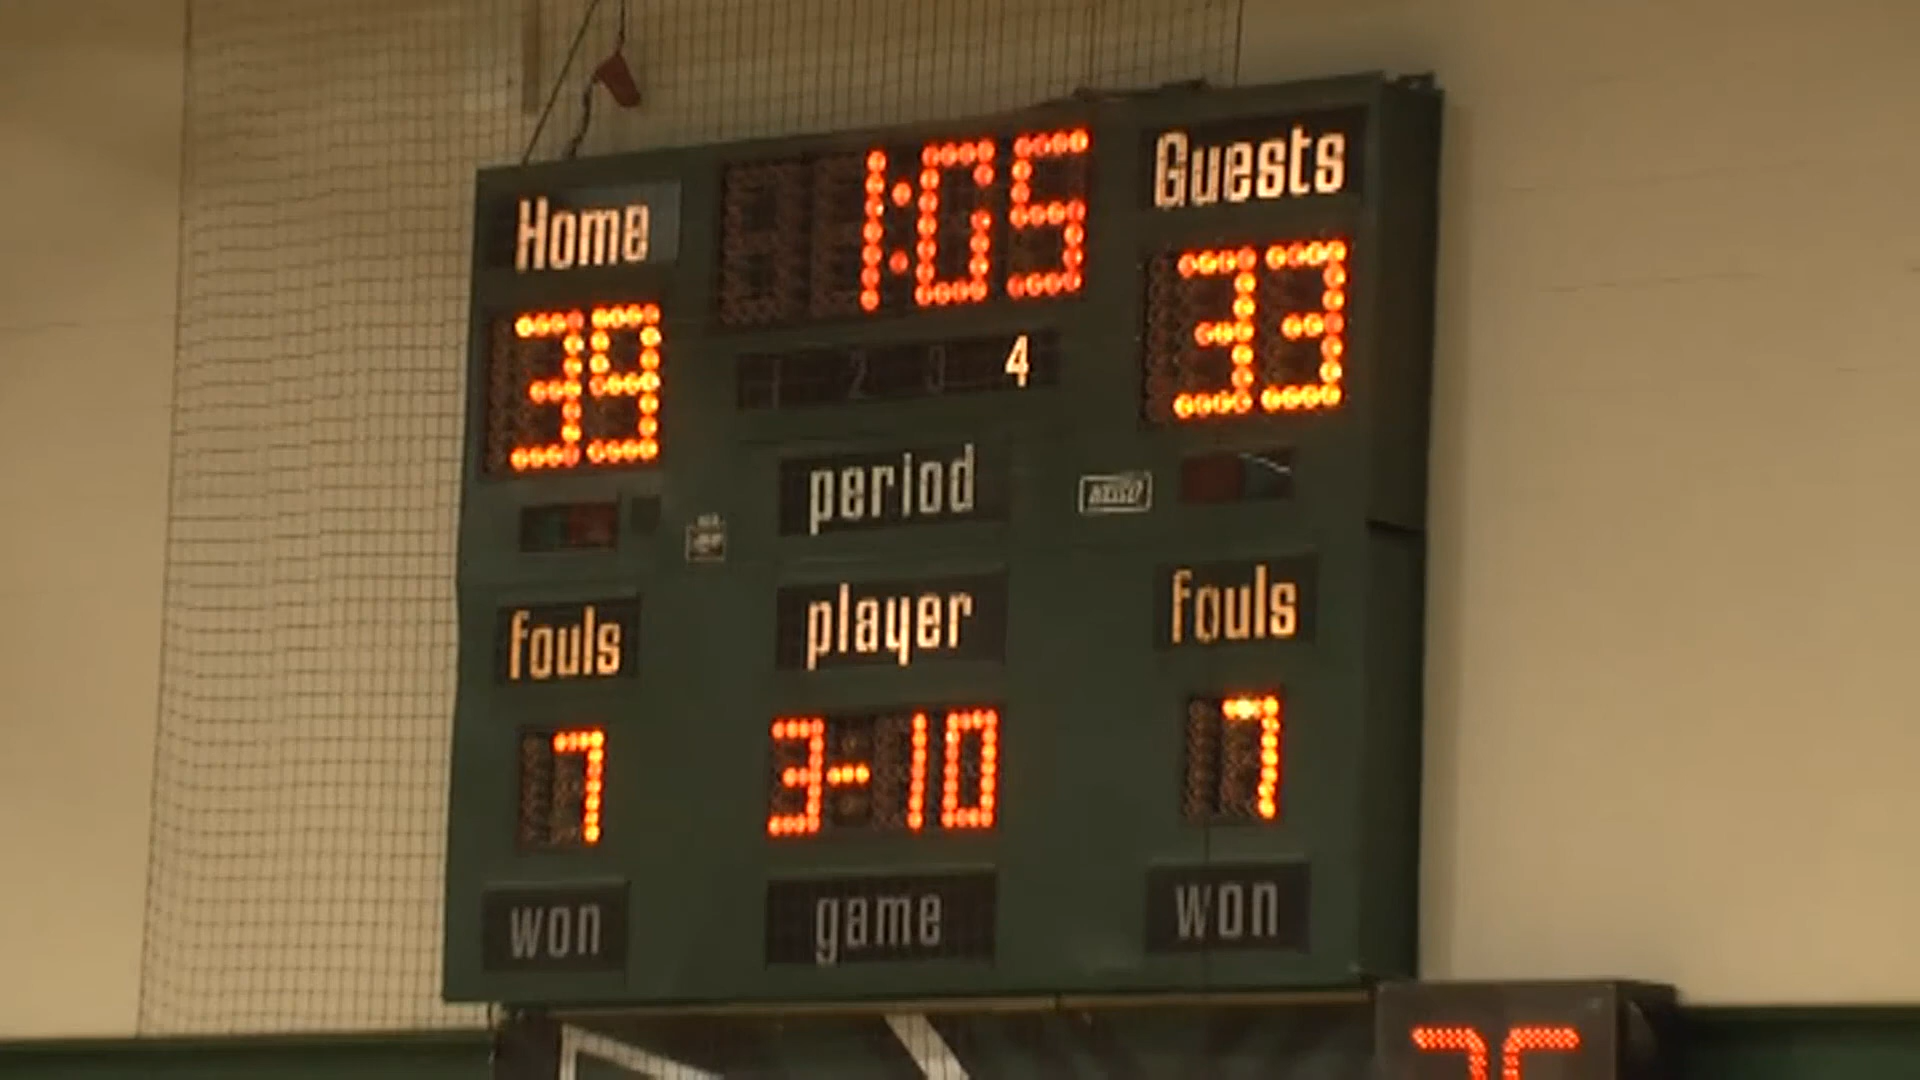 1:05
Home
Guests
39
33
1 2 3 4
period
fouls
player
fouls
7
3-10
7
won
game
won